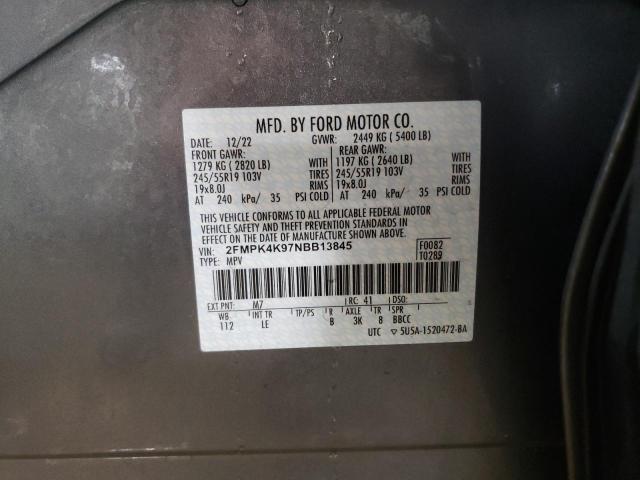 MFD. BY FORD MOTOR CO.
DATE: 12/22 GVWR: 2449 KG ( 5400 LB)
FRONT GAWR: REAR GAWR:
1279 KG ( 2820 LB) WITH 1197 KG ( 2640 LB) WITH
245/55R19 103V TIRES 245/55R19 103V TIRES
19x8.0J RIMS 19x8.0J RIMS
AT 240 kPa/ 35 PSI COLD AT 240 kPa/ 35 PSI COLD
THIS VEHICLE CONFORMS TO ALL APPLICABLE FEDERAL MOTOR
VEHICLE SAFETY AND THEFT PREVENTION STANDARDS IN
EFFECT ON THE DATE OF MANUFACTURE SHOWN ABOVE.
VIN: 2FMPK4K97NBB13845 F0082
TYPE: MPV T0289
EXT PNT: M7 RC: 41 DSO:
WB INT TR TP/PS R AXLE TR SPR
112 LE B 3K 8 BBCC
UTC ▽ 5U5A-1520472-BA